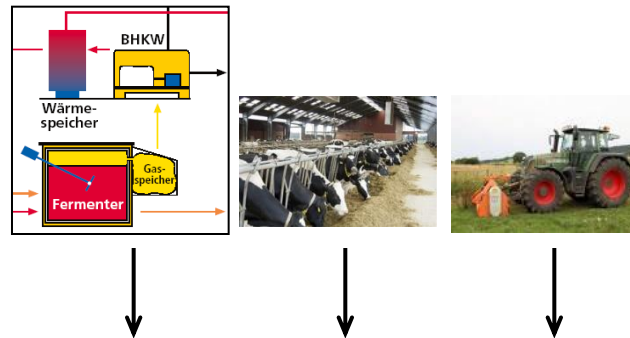 BHKW
Wärme-
speicher
Gas-
speicher
Fermenter